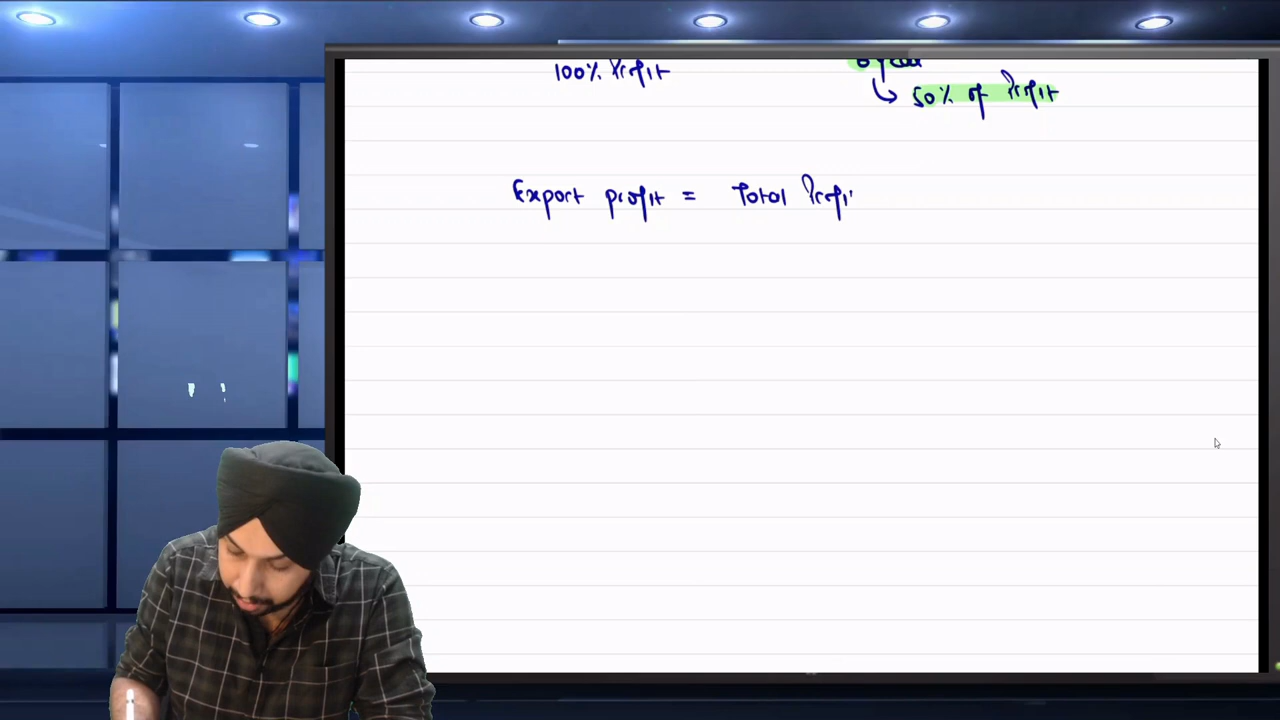 100% Profit
50% of Profit
Export profit = Total Profi